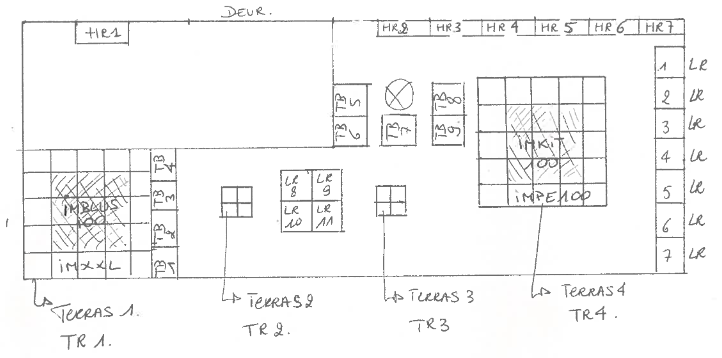 DEUR.
HR1
HR2
HR3
HR4
HR5
HR6
HR7
1 LR
2 LR
3 LR
4 LR
5 LR
6 LR
7 LR
TB 5
TB 6
TB 7
TB 8
TB 9
IMKIT
100
IMPE100
TB 4
TB 3
TB 2
TB 1
100
IMXXL
LR 8
LR 9
LR 10
LR 11
TERRAS 1.
TR 1.
TERRAS 2
TR 2.
TERRAS 3
TR3
TERRAS 4
TR4.